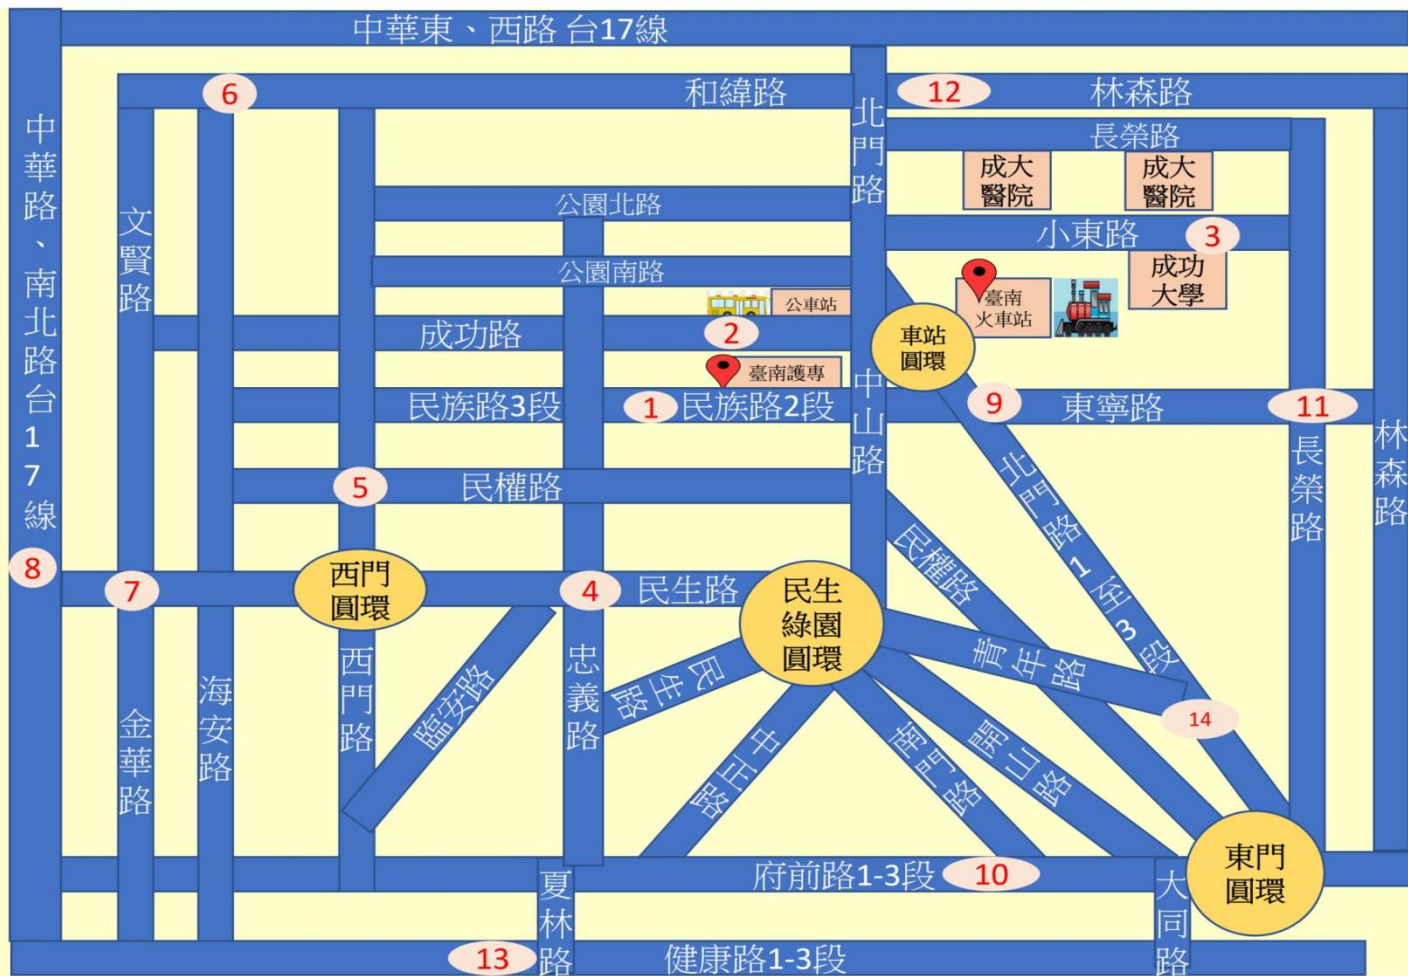 中華東、西路 台17線
中華路、南北路台17線
6
和緯路
12
林森路
北門路
長榮路
成大
醫院
成大
醫院
文賢路
公園北路
小東路
3
公園南路
成功
大學
臺南
火車站
公車站
成功路
2
車站
圓環
臺南護專
民族路3段
1
民族路2段
中山路
9
東寧路
11
林森路
長榮路
北門路1至3段
5
民權路
民權路
8
7
西門
圓環
4
民生路
民生
綠園
圓環
青年路
14
海安路
金華路
西門路
臨安路
忠義路
民生路
中正路
南門路
開山路
東門
圓環
府前路1-3段
10
夏林路
大同路
13
健康路1-3段